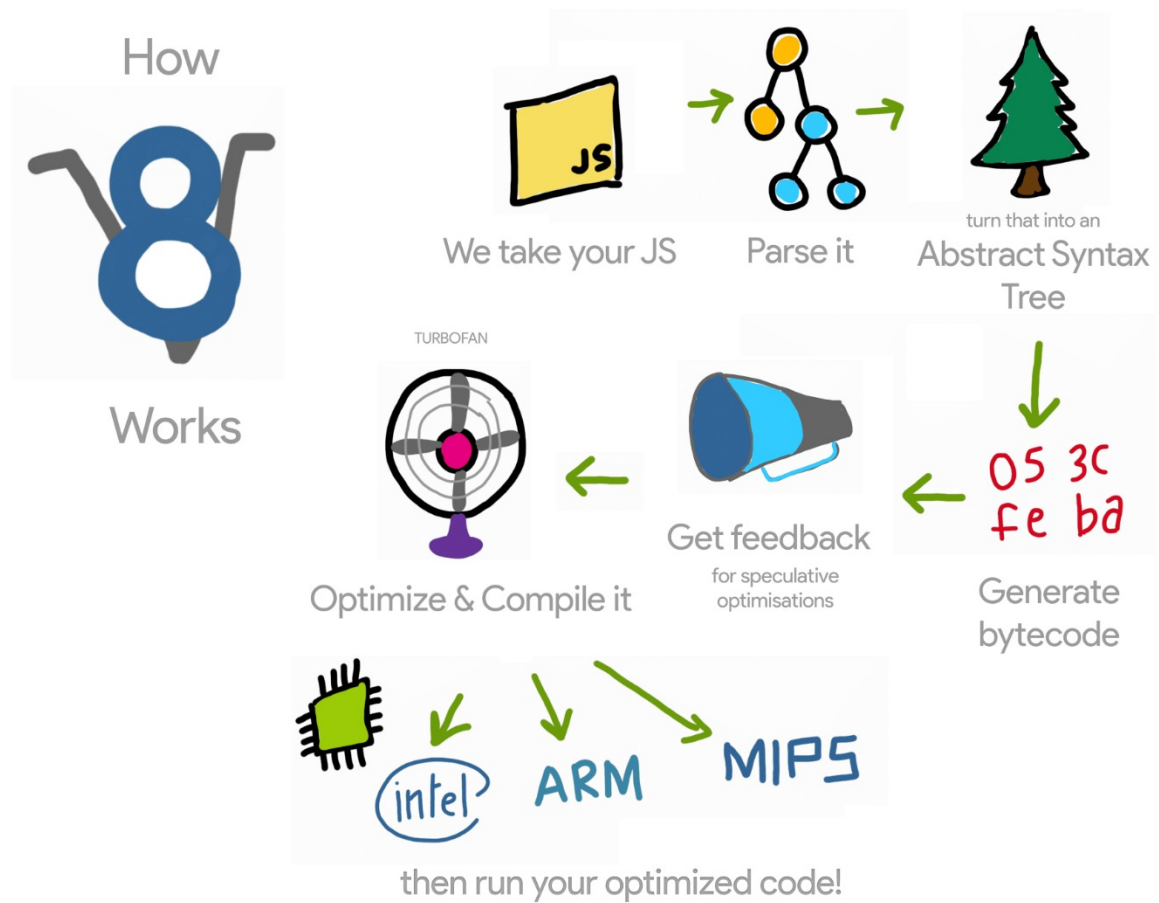 How
8
Works
JS
We take your JS
Parse it
turn that into an
Abstract Syntax
Tree
05 3c
fe ba
Generate
bytecode
Get feedback
for speculative
optimisations
TURBOFAN
Optimize & Compile it
intel
ARM
MIPS
then run your optimized code!